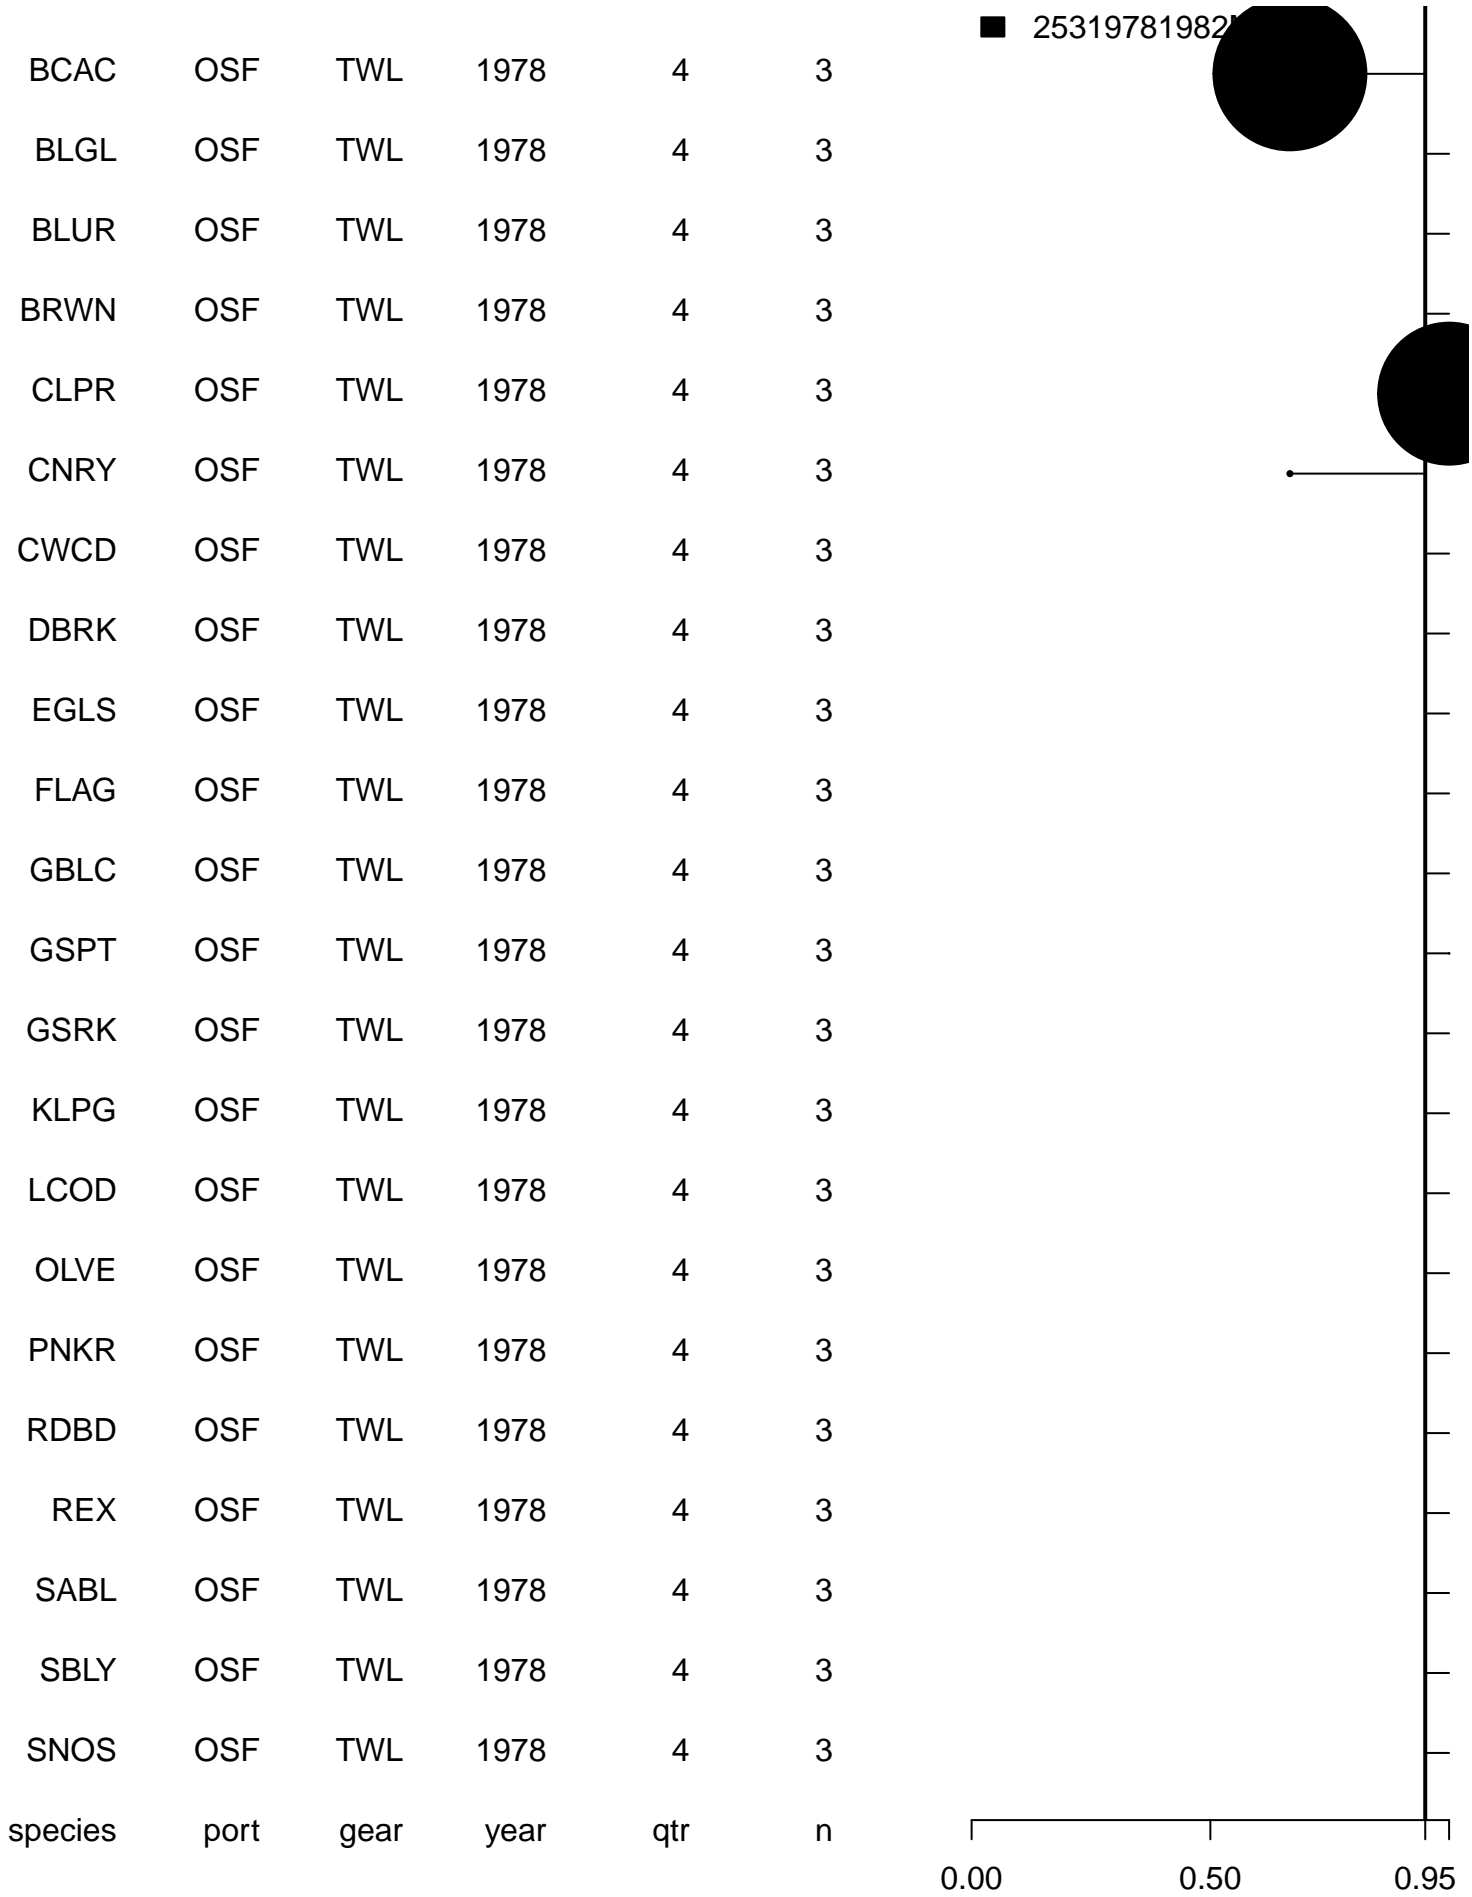 25319781982
BCAC OSF TWL 1978 4 3
BLGL OSF TWL 1978 4 3
BLUR OSF TWL 1978 4 3
BRWN OSF TWL 1978 4 3
CLPR OSF TWL 1978 4 3
CNRY OSF TWL 1978 4 3
CWCD OSF TWL 1978 4 3
DBRK OSF TWL 1978 4 3
EGLS OSF TWL 1978 4 3
FLAG OSF TWL 1978 4 3
GBLC OSF TWL 1978 4 3
GSPT OSF TWL 1978 4 3
GSRK OSF TWL 1978 4 3
KLPG OSF TWL 1978 4 3
LCOD OSF TWL 1978 4 3
OLVE OSF TWL 1978 4 3
PNKR OSF TWL 1978 4 3
RDBD OSF TWL 1978 4 3
REX OSF TWL 1978 4 3
SABL OSF TWL 1978 4 3
SBLY OSF TWL 1978 4 3
SNOS OSF TWL 1978 4 3
species port gear year qtr n
0.00 0.50 0.95